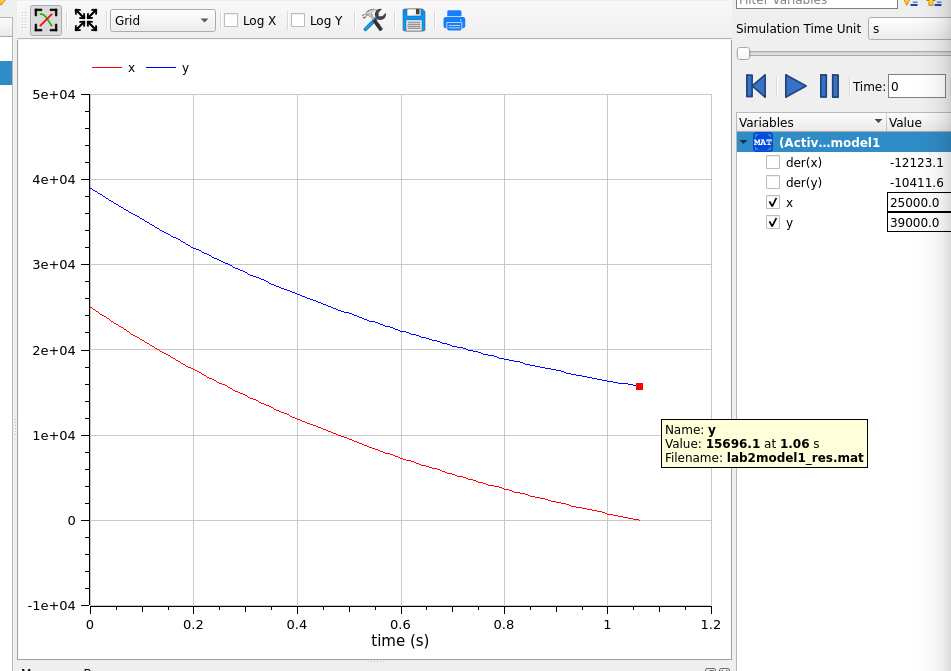 Filter Variables
Grid
Log X
Log Y
Simulation Time Unit s
x y
Time: 0
5e+04
4e+04
3e+04
2e+04
1e+04
0
-1e+04
0 0.2 0.4 0.6 0.8 1 1.2
time (s)
Variables Value
MAT (Activ...model1
der(x) -12123.1
der(y) -10411.6
x 25000.0
y 39000.0
Name: y
Value: 15696.1 at 1.06 s
Filename: lab2model1_res.mat